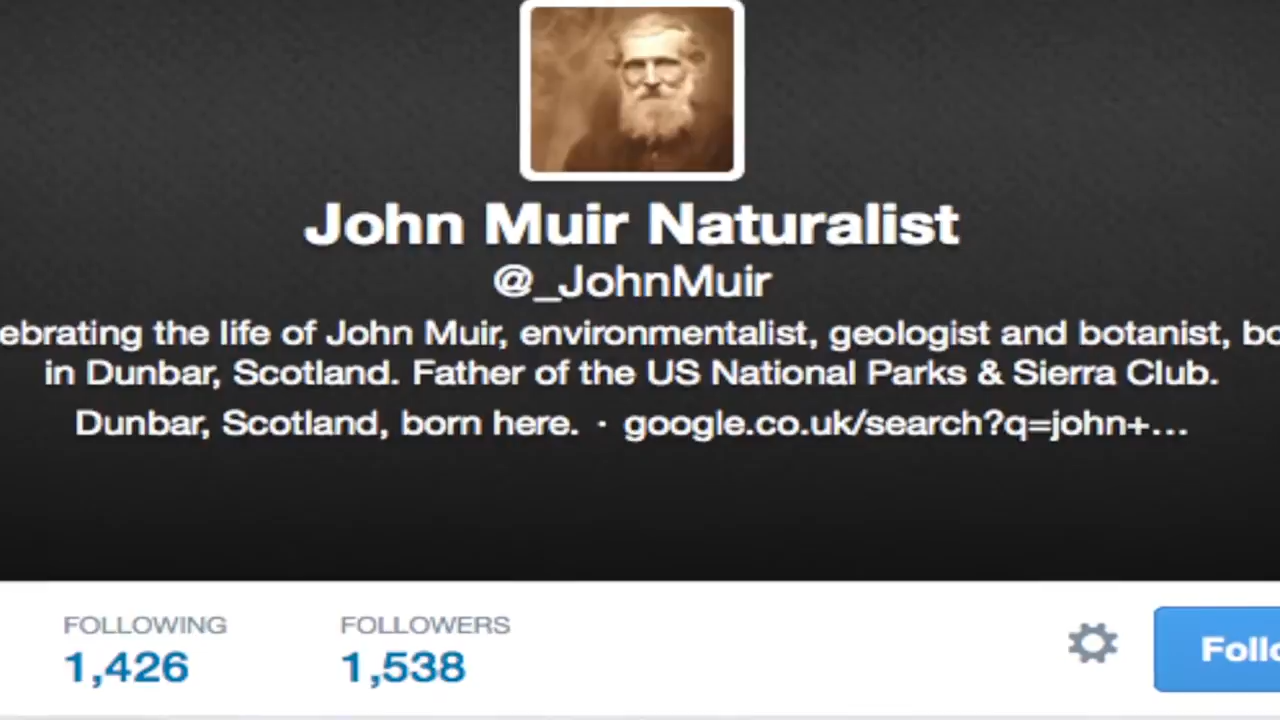 John Muir Naturalist
@_JohnMuir
ebrating the life of John Muir, environmentalist, geologist and botanist, bo
in Dunbar, Scotland. Father of the US National Parks & Sierra Club.
Dunbar, Scotland, born here. · google.co.uk/search?q=john+...
FOLLOWING FOLLOWERS
1,426 1,538
Follo